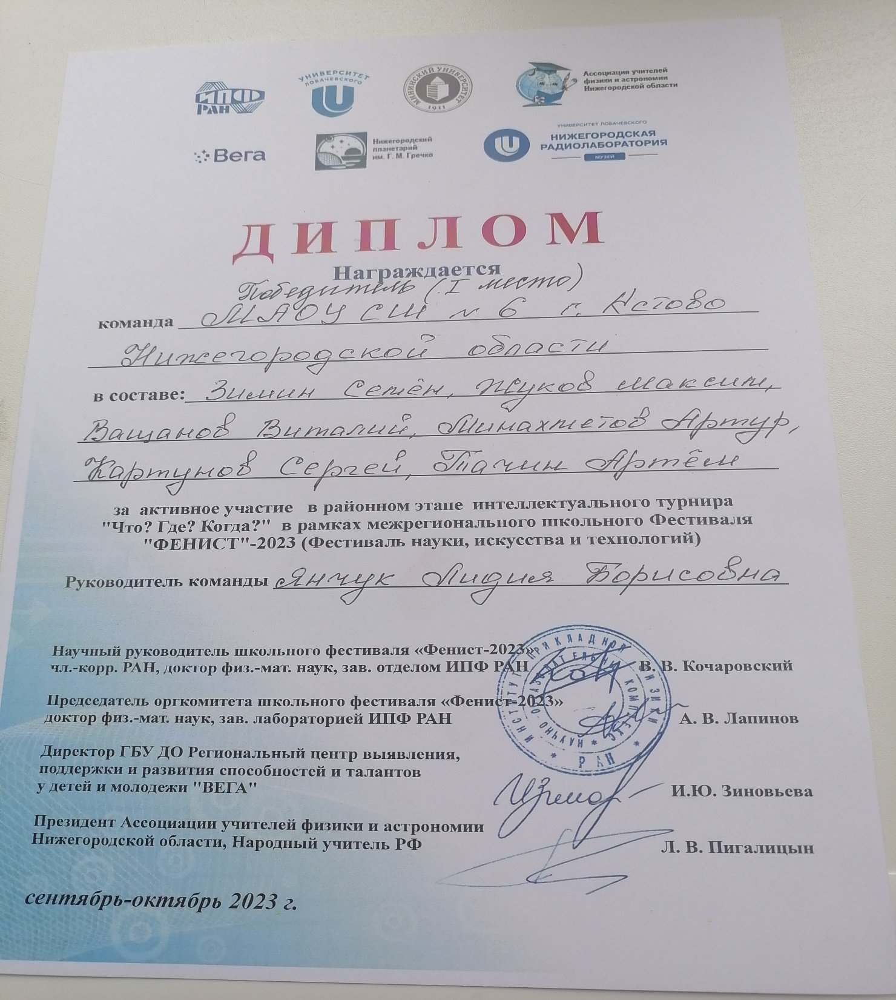 ИПФ
РАН
УНИВЕРСИТЕТ
ЛОБАЧЕВСКОГО
МИНИНСКИЙ УНИВЕРСИТЕТ
1911
Ассоциация учителей
физики и астрономии
Нижегородской области
Вега
Нижегородский
планетарий
им. Г. М. Гречко
УНИВЕРСИТЕТ ЛОБАЧЕВСКОГО
НИЖЕГОРОДСКАЯ
РАДИОЛАБОРАТОРИЯ
МУЗЕЙ
ДИПЛОМ
Награждается
Победитель (I место)
команда МАОУ СШ № 6 г. Кстово
Нижегородской области
в составе: Зимин Семён, Жуков Максим,
Ващанов Виталий, Минахметов Артур,
Картунов Сергей, Тачин Артём
за активное участие в районном этапе интеллектуального турнира
"Что? Где? Когда?" в рамках межрегионального школьного Фестиваля
"ФЕНИСТ"-2023 (Фестиваль науки, искусства и технологий)
Руководитель команды Янчук Лидия Борисовна
Научный руководитель школьного фестиваля «Фенист-2023»
чл.-корр. РАН, доктор физ.-мат. наук, зав. отделом ИПФ РАН В. В. Кочаровский
Председатель оргкомитета школьного фестиваля «Фенист-2023»
доктор физ.-мат. наук, зав. лабораторией ИПФ РАН А. В. Лапинов
ИНСТИТУТ ПРИКЛАДНОЙ ФИЗИКИ * РАН *
НАУЧНО-ОБРАЗОВАТЕЛЬНЫЙ КОМПЛЕКС *
Директор ГБУ ДО Региональный центр выявления,
поддержки и развития способностей и талантов
у детей и молодежи "ВЕГА" И.Ю. Зиновьева
Президент Ассоциации учителей физики и астрономии
Нижегородской области, Народный учитель РФ Л. В. Пигалицын
сентябрь-октябрь 2023 г.